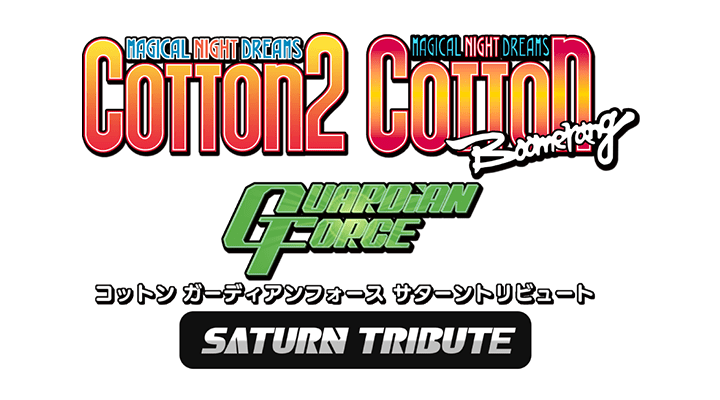 MAGICAL NIGHT DREAMS
COTTON2
MAGICAL NIGHT DREAMS
COTTON
Boomerang
GUARDIAN
FORCE
コットン ガーディアンフォース サターントリビュート
SATURN TRIBUTE